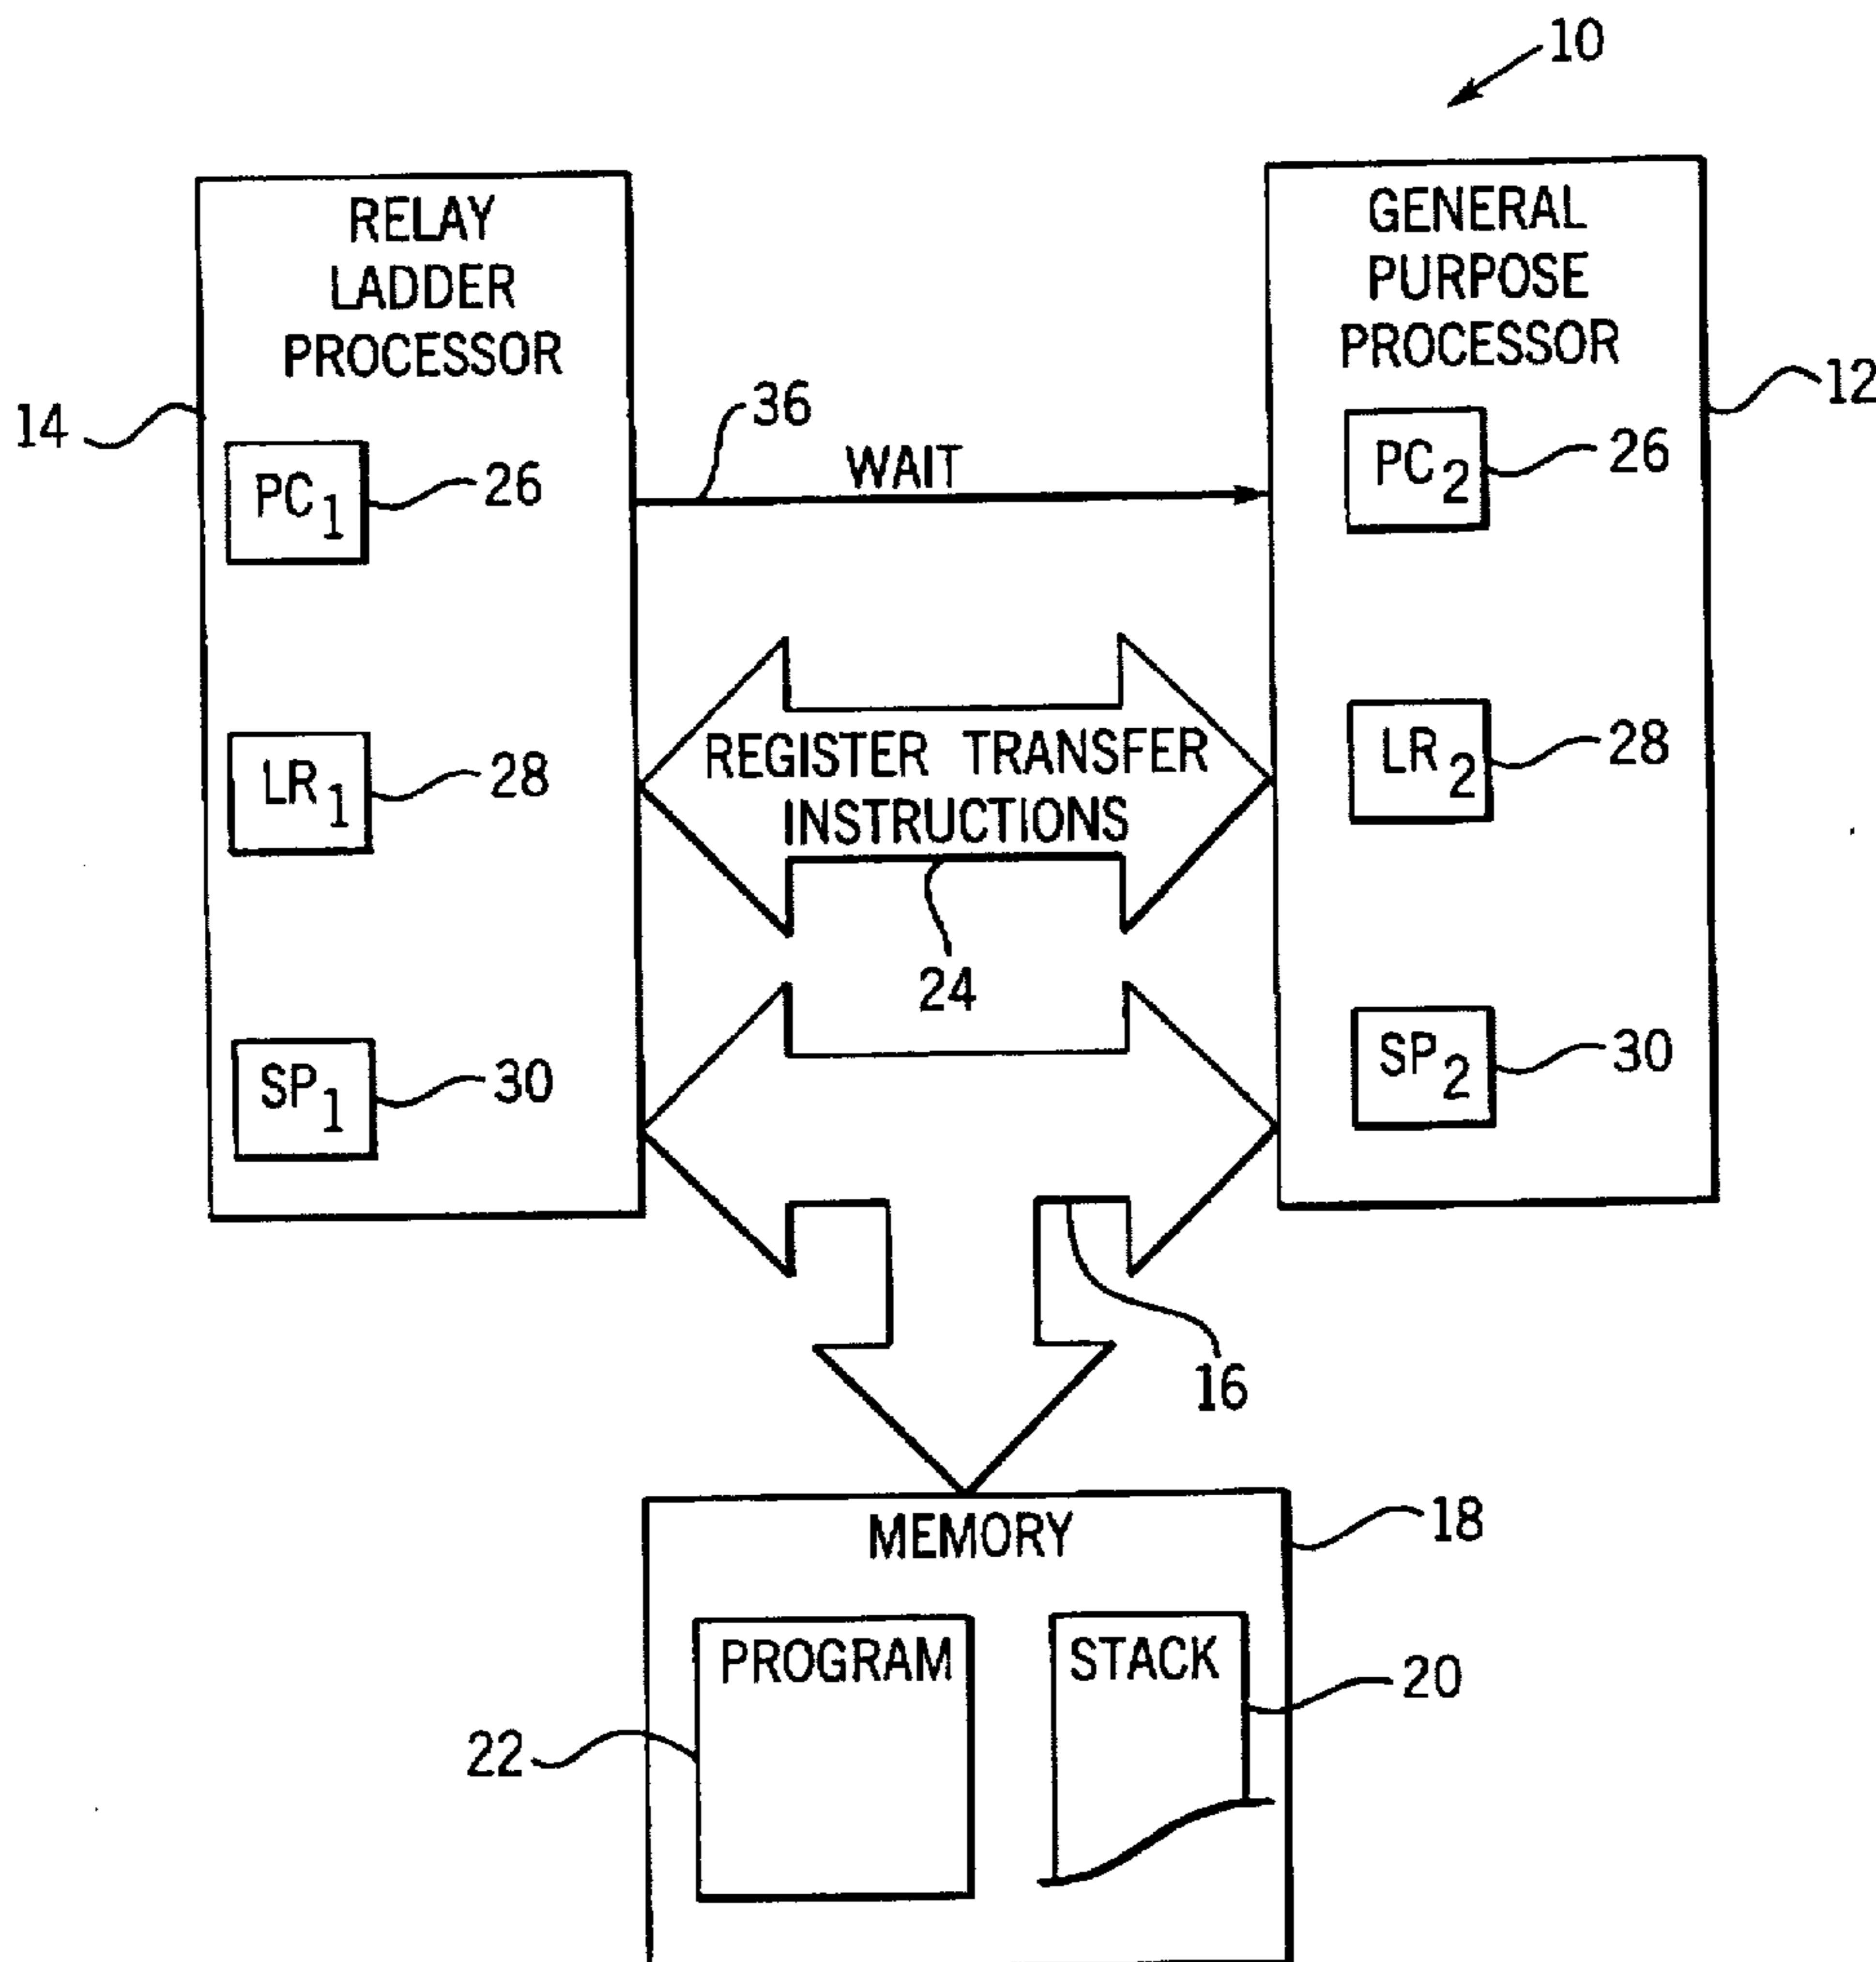 10
RELAY
LADDER
PROCESSOR
GENERAL
PURPOSE
PROCESSOR
14
12
36
WAIT
PC1
26
PC2
26
REGISTER TRANSFER
INSTRUCTIONS
LR1
28
LR2
28
24
SP1
30
SP2
30
16
MEMORY
18
PROGRAM
STACK
20
22